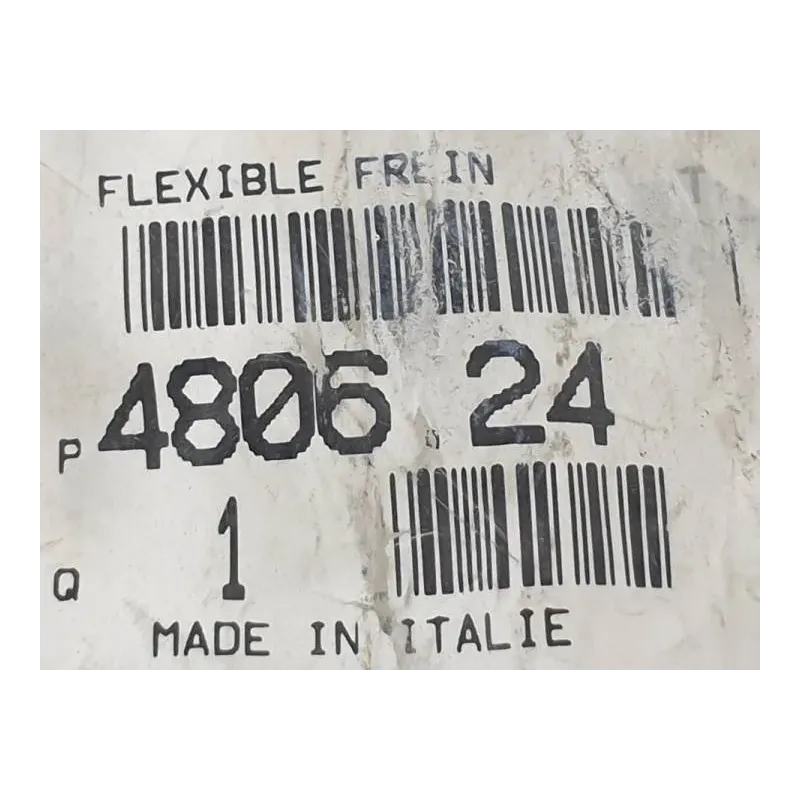 FLEXIBLE FREIN
T
P 4806 24
Q 1
MADE IN ITALIE